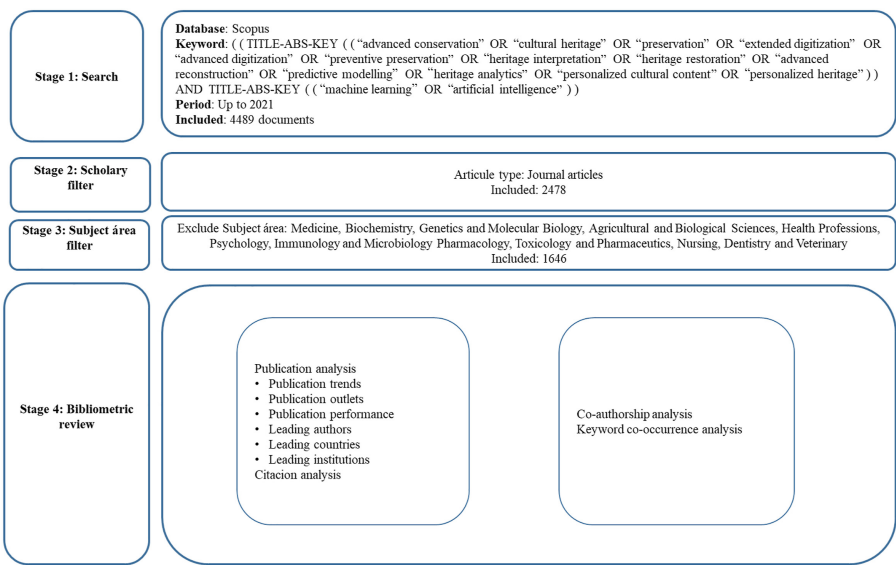 Stage 1: Search
Database: Scopus
Keyword: ( ( TITLE-ABS-KEY ( ( “advanced conservation” OR “cultural heritage” OR “preservation” OR “extended digitization” OR
“advanced digitization” OR “preventive preservation” OR “heritage interpretation” OR “heritage restoration” OR “advanced
reconstruction” OR “predictive modelling” OR “heritage analytics” OR “personalized cultural content” OR “personalized heritage” ) )
AND TITLE-ABS-KEY ( ( “machine learning” OR “artificial intelligence” ) )
Period: Up to 2021
Included: 4489 documents
Stage 2: Scholary
filter
Articule type: Journal articles
Included: 2478
Stage 3: Subject área
filter
Exclude Subject área: Medicine, Biochemistry, Genetics and Molecular Biology, Agricultural and Biological Sciences, Health Professions,
Psychology, Immunology and Microbiology Pharmacology, Toxicology and Pharmaceutics, Nursing, Dentistry and Veterinary
Included: 1646
Stage 4: Bibliometric
review
Publication analysis
• Publication trends
• Publication outlets
• Publication performance
• Leading authors
• Leading countries
• Leading institutions
Citacion analysis
Co-authorship analysis
Keyword co-occurrence analysis